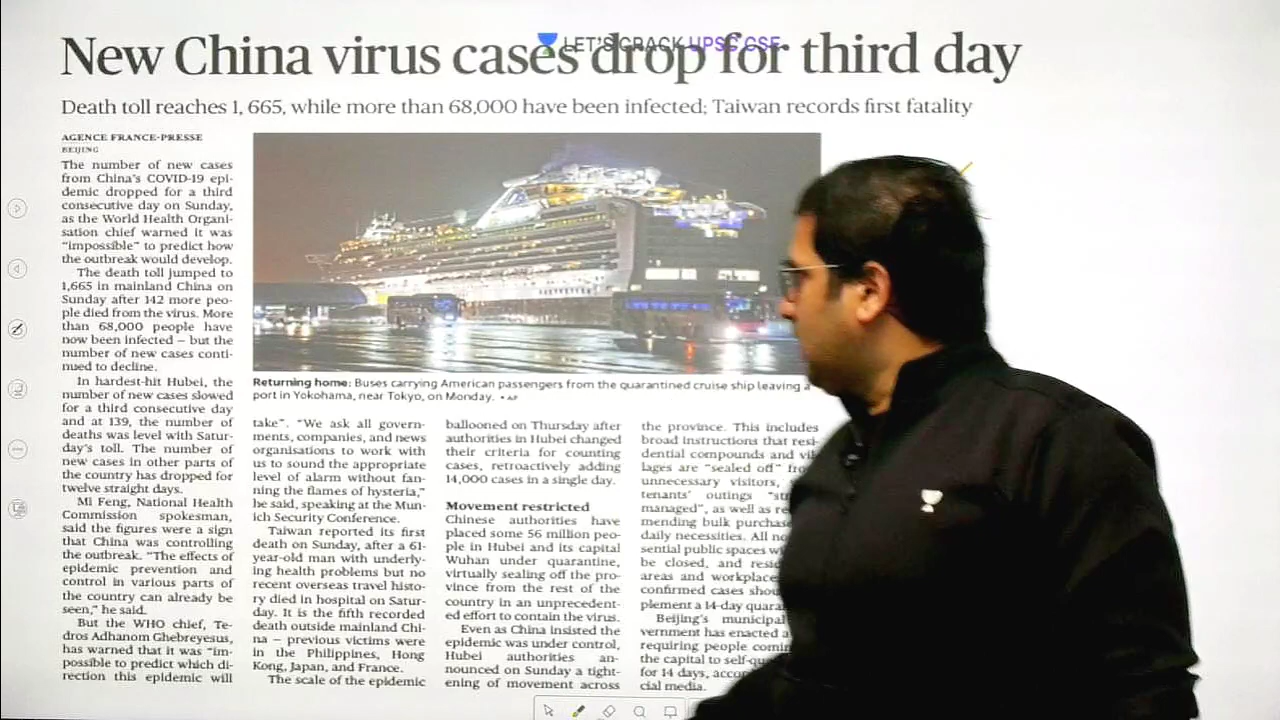 LET'S CRACK UPSC CSE
New China virus cases drop for third day
Death toll reaches 1, 665, while more than 68,000 have been infected; Taiwan records first fatality
AGENCE FRANCE-PRESSE
BEIJING
The number of new cases
from China's COVID-19 epi-
demic dropped for a third
consecutive day on Sunday,
as the World Health Organi-
sation chief warned it was
"impossible" to predict how
the outbreak would develop.
The death toll jumped to
1,665 in mainland China on
Sunday after 142 more peo-
ple died from the virus. More
than 68,000 people have
now been infected – but the
number of new cases conti-
nued to decline.
In hardest-hit Hubei, the
number of new cases slowed
for a third consecutive day
and at 139, the number of
deaths was level with Satur-
day's toll. The number of
new cases in other parts of
the country has dropped for
twelve straight days.
Mi Feng, National Health
Commission spokesman,
said the figures were a sign
that China was controlling
the outbreak. "The effects of
epidemic prevention and
control in various parts of
the country can already be
seen," he said.
But the WHO chief, Te-
dros Adhanom Ghebreyesus,
has warned that it was "im-
possible to predict which di-
rection this epidemic will
Returning home: Buses carrying American passengers from the quarantined cruise ship leaving a
port in Yokohama, near Tokyo, on Monday. • AP
take". "We ask all govern-
ments, companies, and news
organisations to work with
us to sound the appropriate
level of alarm without fan-
ning the flames of hysteria,"
he said, speaking at the Mun-
ich Security Conference.
Taiwan reported its first
death on Sunday, after a 61-
year-old man with underly-
ing health problems but no
recent overseas travel histo-
ry died in hospital on Satur-
day. It is the fifth recorded
death outside mainland Chi-
na – previous victims were
in the Philippines, Hong
Kong, Japan, and France.
The scale of the epidemic
ballooned on Thursday after
authorities in Hubei changed
their criteria for counting
cases, retroactively adding
14,000 cases in a single day.
Movement restricted
Chinese authorities have
placed some 56 million peo-
ple in Hubei and its capital
Wuhan under quarantine,
virtually sealing off the pro-
vince from the rest of the
country in an unprecedent-
ed effort to contain the virus.
Even as China insisted the
epidemic was under control,
Hubei authorities an-
nounced on Sunday a tight-
ening of movement across
the province. This includes
broad instructions that resi-
dential compounds and vil
lages are "sealed off"
unnecessary visitors,
tenants' outings
managed", as well as re
mending bulk purchase
daily necessities. All no
sential public spaces
be closed, and resid
areas and workplace
confirmed cases shou
plement a 14-day quara
Beijing's municipal
vernment has enacted a
requiring people comin
the capital to self-qu
for 14 days, accor
cial media.